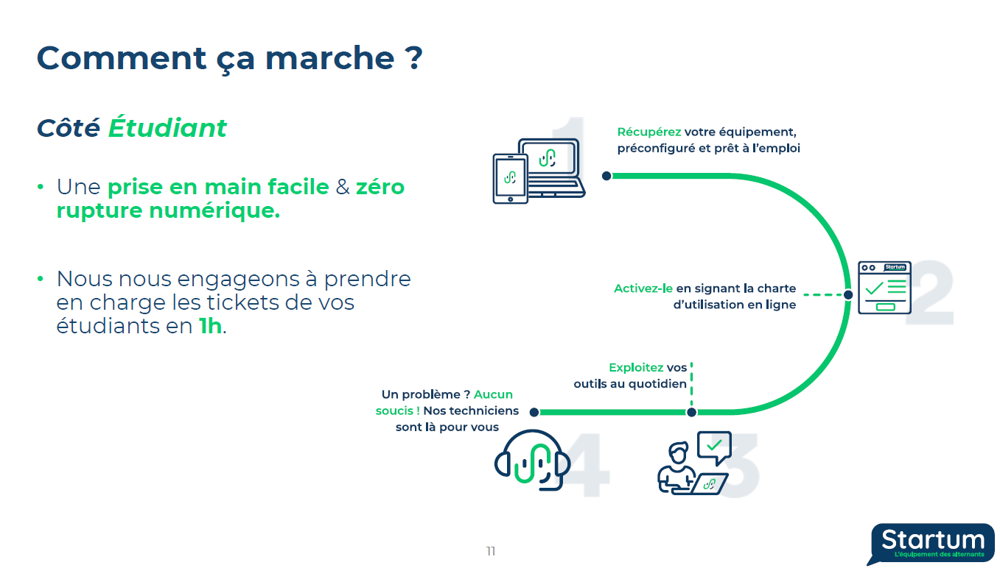 Comment ça marche ?
Côté Étudiant
• Une prise en main facile & zéro
rupture numérique.
• Nous nous engageons à prendre
en charge les tickets de vos
étudiants en 1h.
1
Récupérez votre équipement,
préconfiguré et prêt à l'emploi
Startum
2
Activez-le en signant la charte
d'utilisation en ligne
Exploitez vos
outils au quotidien
3
Un problème ? Aucun
soucis ! Nos techniciens
sont là pour vous
4
11
Startum
L'équipement des alternants